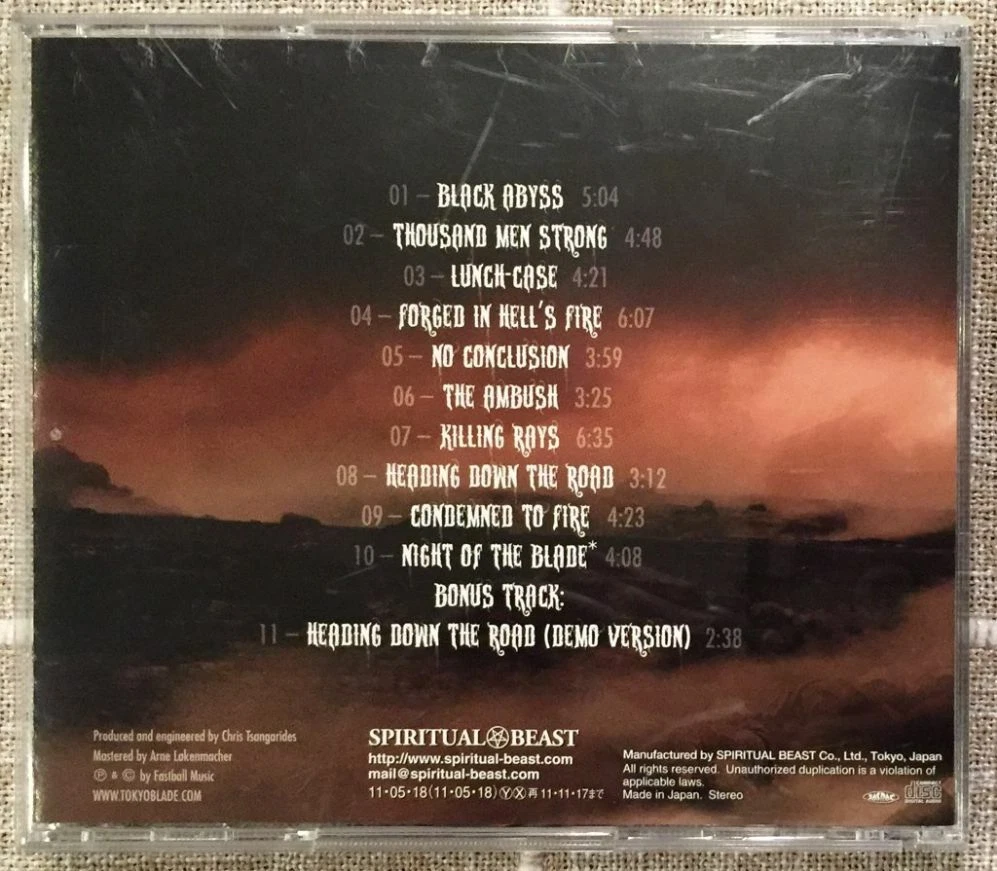 01 – BLACK ABYSS 5:04
02 – THOUSAND MEN STRONG 4:48
03 – LUNCH-CASE 4:21
04 – FORGED IN HELL'S FIRE 6:07
05 – NO CONCLUSION 3:59
06 – THE AMBUSH 3:25
07 – KILLING RAYS 6:35
08 – HEADING DOWN THE ROAD 3:12
09 – CONDEMNED TO FIRE 4:23
10 – NIGHT OF THE BLADE* 4:08
BONUS TRACK:
11 – HEADING DOWN THE ROAD (DEMO VERSION) 2:38
Produced and engineered by Chris Tsangarides
Mastered by Arne Lakenmacher
Ⓟ & © by Fastball Music
WWW.TOKYOBLADE.COM
SPIRITUAL BEAST
http://www.spiritual-beast.com
mail@spiritual-beast.com
11・05・18(11・05・18)ⓎⓍ再11・11・17まで
Manufactured by SPIRITUAL BEAST Co., Ltd., Tokyo, Japan
All rights reserved. Unauthorized duplication is a violation of
applicable laws.
Made in Japan. Stereo
disc
DIGITAL AUDIO